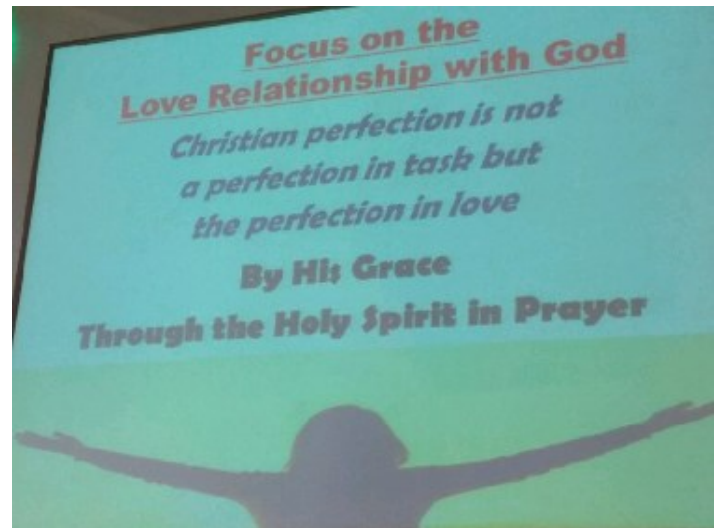 Focus on the
Love Relationship with God
Christian perfection is not
a perfection in task but
the perfection in love
By His Grace
Through the Holy Spirit in Prayer